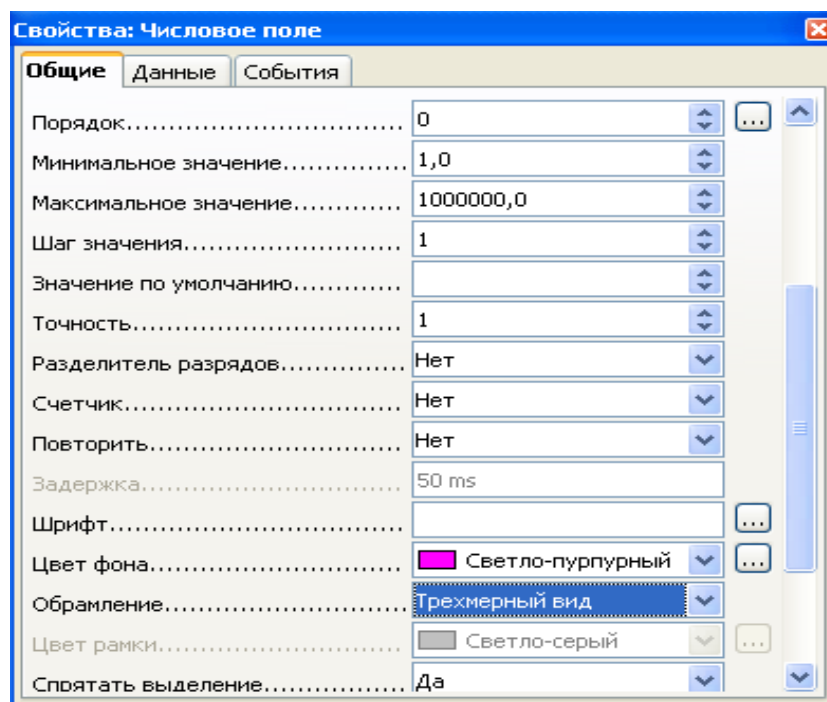 Свойства: Числовое поле
Общие Данные События
Порядок 0 ...
Минимальное значение 1,0
Максимальное значение 1000000,0
Шаг значения 1
Значение по умолчанию
Точность 1
Разделитель разрядов Нет
Счетчик Нет
Повторить Нет
Задержка 50 ms
Шрифт ...
Цвет фона Светло-пурпурный ...
Обрамление Трехмерный вид
Цвет рамки Светло-серый ...
Спрятать выделение Да